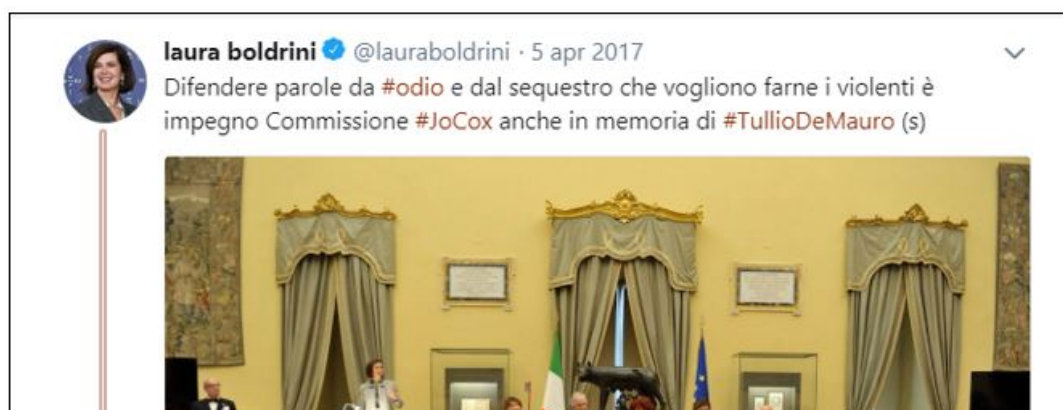 laura boldrini @lauraboldrini · 5 apr 2017
Difendere parole da #odio e dal sequestro che vogliono farne i violenti è
impegno Commissione #JoCox anche in memoria di #TullioDeMauro (s)